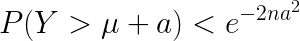 P(Y > μ + a) < e^{-2na^2}